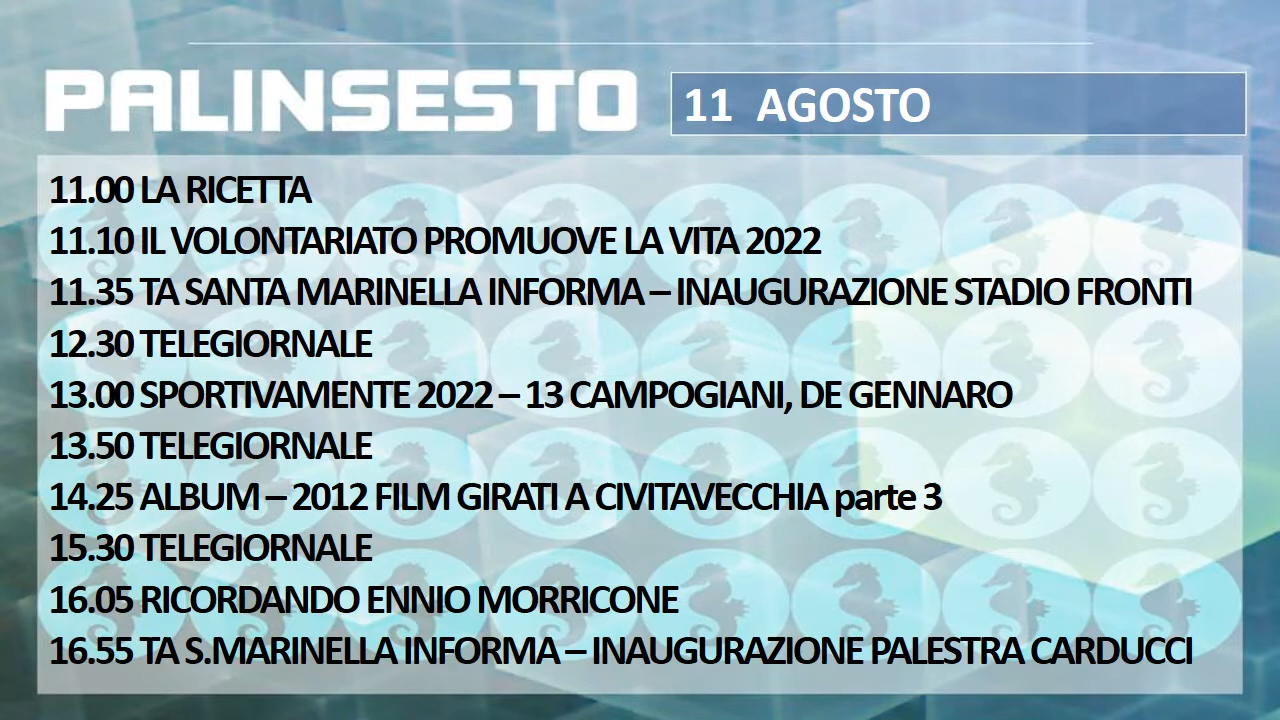 PALINSESTO
11 AGOSTO
11.00 LA RICETTA
11.10 IL VOLONTARIATO PROMUOVE LA VITA 2022
11.35 TA SANTA MARINELLA INFORMA – INAUGURAZIONE STADIO FRONTI
12.30 TELEGIORNALE
13.00 SPORTIVAMENTE 2022 – 13 CAMPOGIANI, DE GENNARO
13.50 TELEGIORNALE
14.25 ALBUM – 2012 FILM GIRATI A CIVITAVECCHIA parte 3
15.30 TELEGIORNALE
16.05 RICORDANDO ENNIO MORRICONE
16.55 TA S.MARINELLA INFORMA – INAUGURAZIONE PALESTRA CARDUCCI